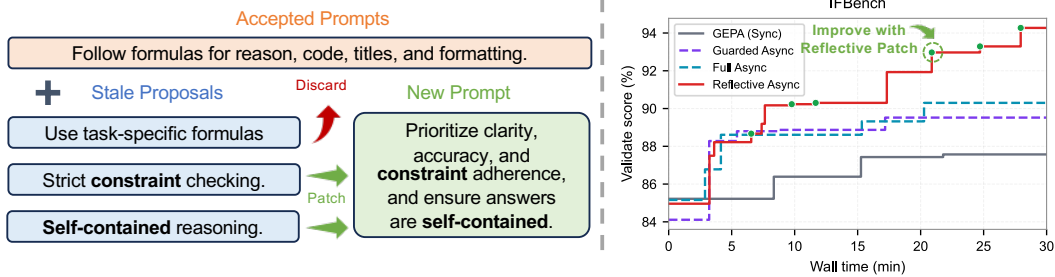 Accepted Prompts
Follow formulas for reason, code, titles, and formatting.
+
Stale Proposals
Discard
New Prompt
Use task-specific formulas
Strict constraint checking.
Self-contained reasoning.
Patch
Prioritize clarity,
accuracy, and
constraint adherence,
and ensure answers
are self-contained.
IFBench
Validate score (%)
94
92
90
88
86
84
GEPA (Sync)
Guarded Async
Full Async
Reflective Async
Improve with
Reflective Patch
0
5
10
15
20
25
30
Wall time (min)